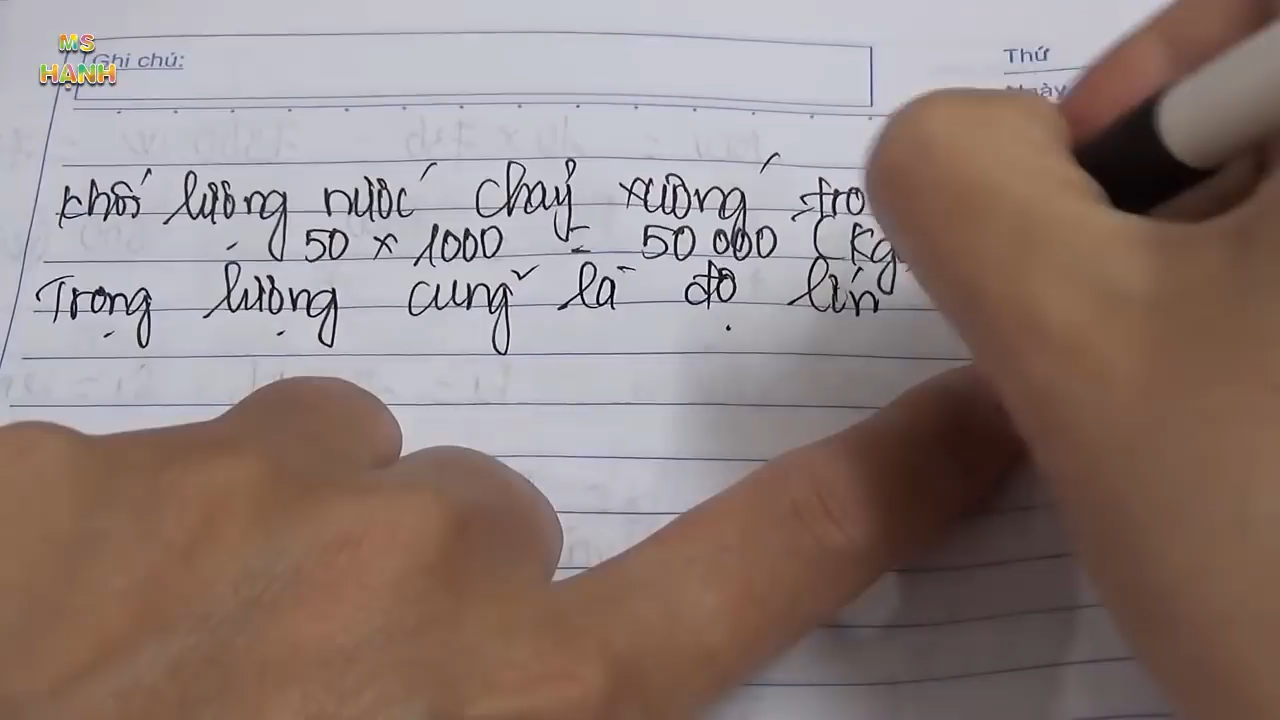 MS
HẠNH
Ghi chú:
Thứ
Ngày
Khối lượng nước chảy xuống tro
50 x 1000 = 50 000 (kg
Trọng lượng cũng là độ lớn